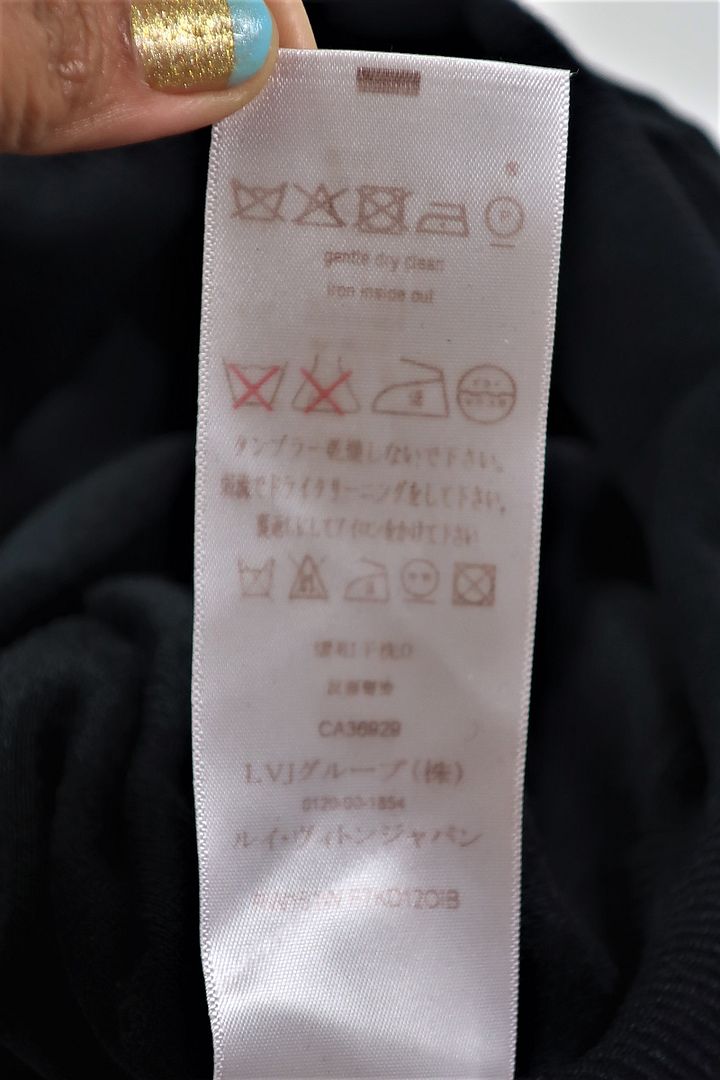 P
gentle dry clean
iron inside out
タンブラー乾燥しないで下さい。
でドライクリーニングをして下さい。
裏返しにしてアイロンをかけて下さい
CA36929
LVJグループ(株)
0120-00-1854
ルイ・ヴィトンジャパン